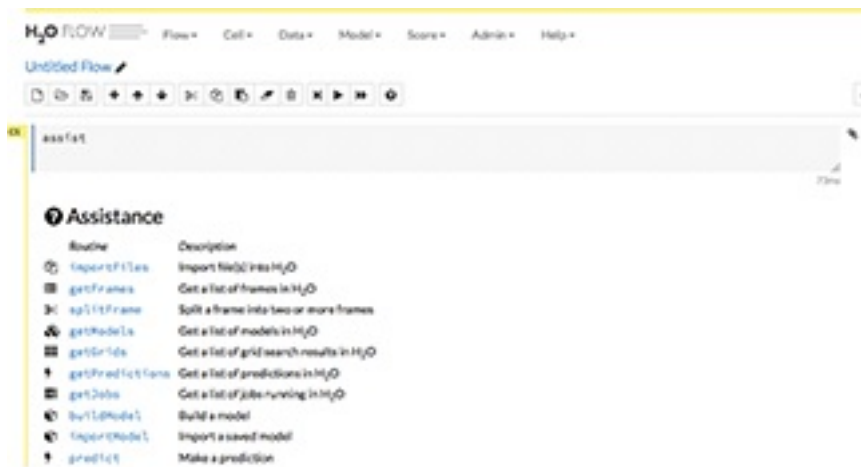 H2O FLOW Flow Cell Data Model Score Admin Help
Untitled Flow
CS
assist
73ms
Assistance
Routine Description
importFiles Import file(s) into H2O
getFrames Get a list of frames in H2O
splitFrame Split a frame into two or more frames
getModels Get a list of models in H2O
getGrids Get a list of grid search results in H2O
getPredictions Get a list of predictions in H2O
getJobs Get a list of jobs running in H2O
buildModel Build a model
importModel Import a saved model
predict Make a prediction